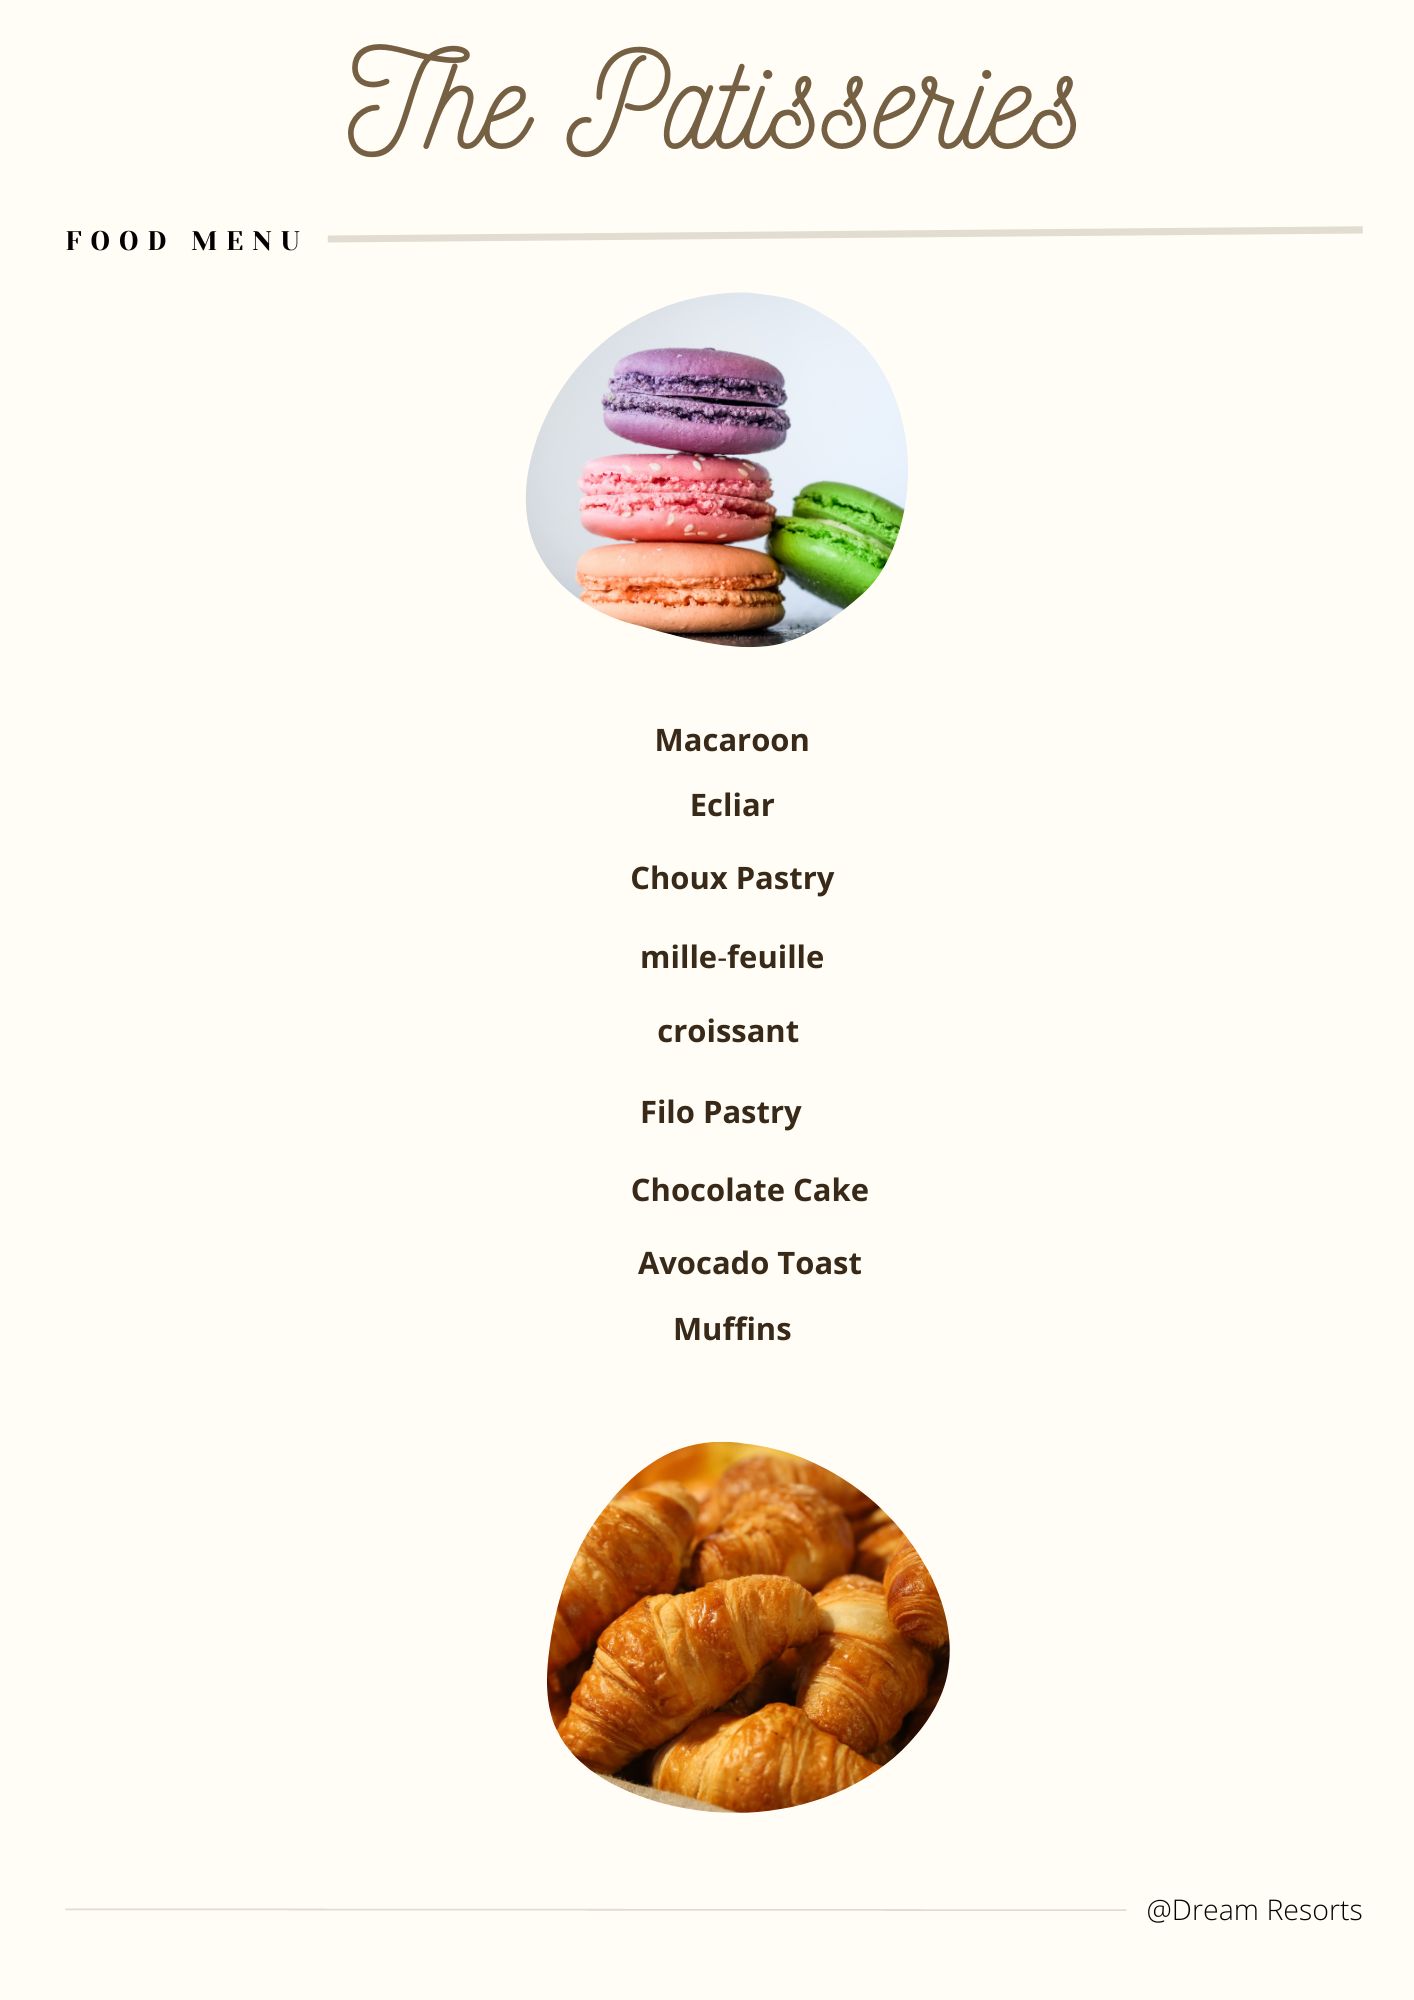 The Patisseries
FOOD MENU
Macaroon
Ecliar
Choux Pastry
mille-feuille
croissant
Filo Pastry
Chocolate Cake
Avocado Toast
Muffins
@Dream Resorts